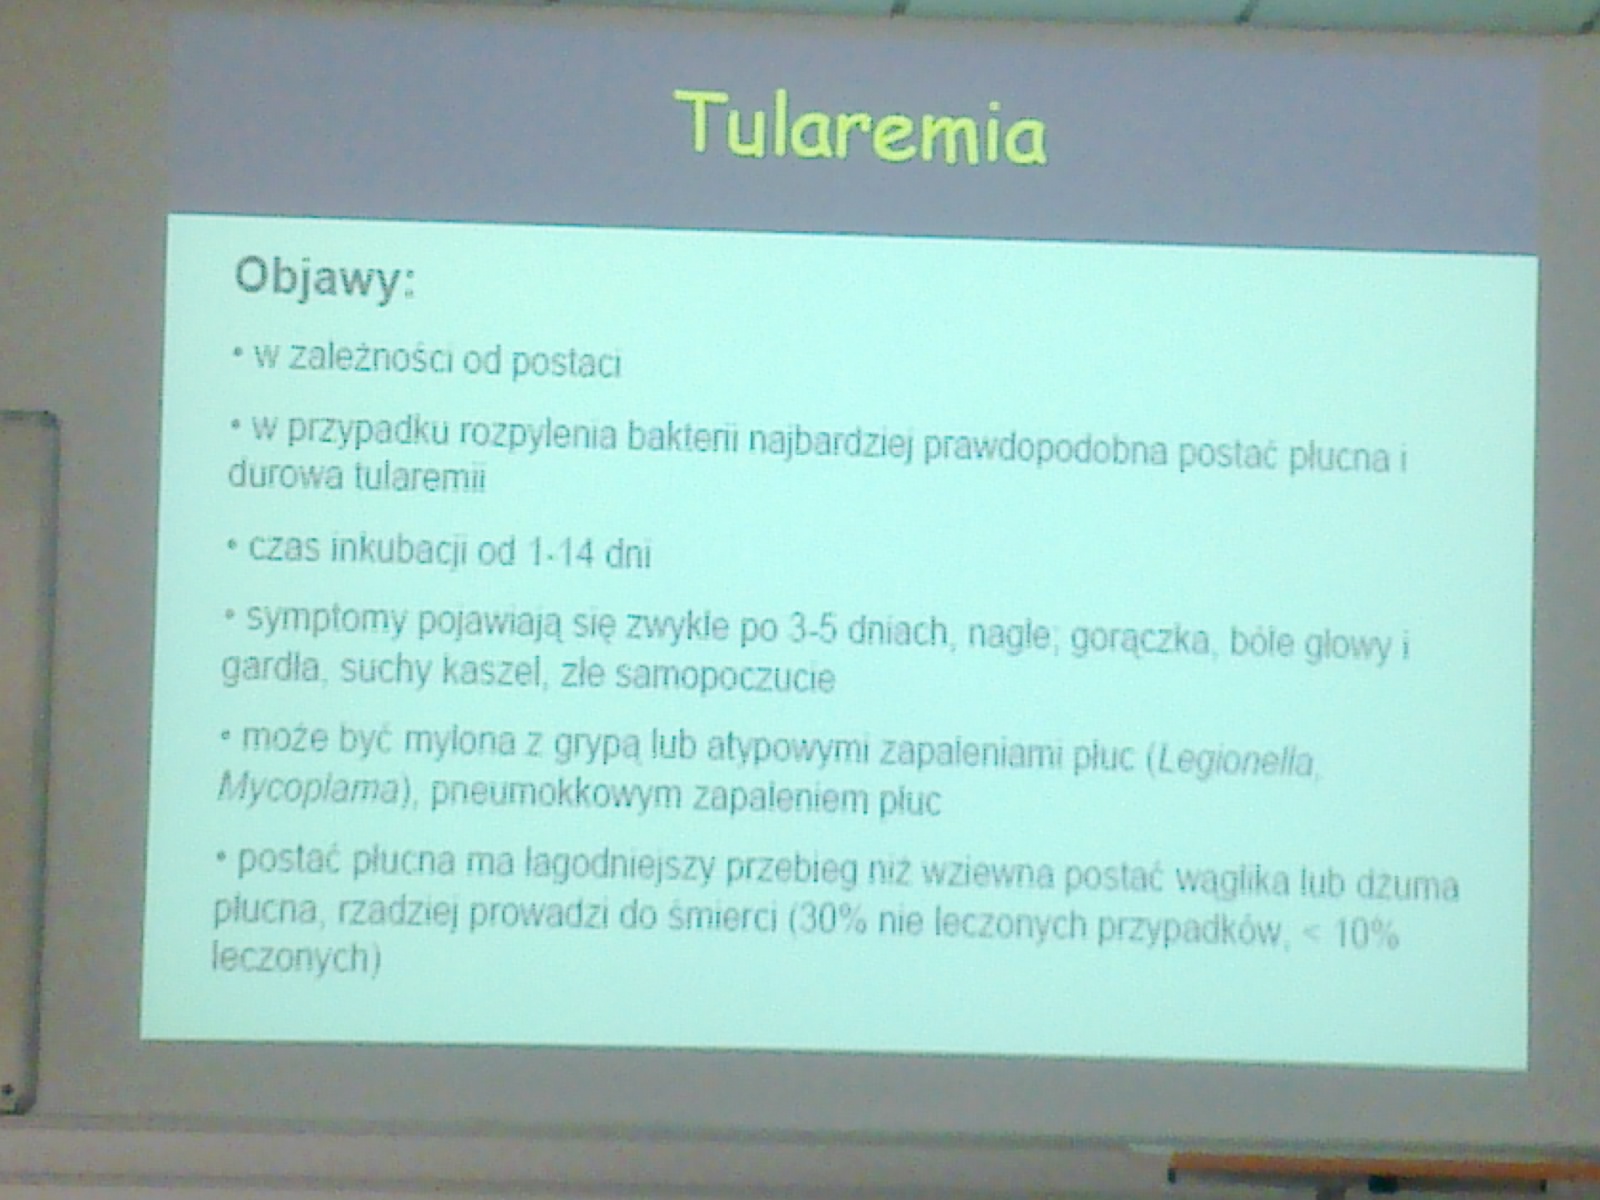 Tularemia
Objawy:
• w zależności od postaci
• w przypadku rozpylenia bakterii najbardziej prawdopodobna postać płucna i
durowa tularemii
• czas inkubacji od 1-14 dni
• symptomy pojawiają się zwykle po 3-5 dniach, nagle; gorączka, bóle głowy i
gardła, suchy kaszel, złe samopoczucie
• może być mylona z grypą lub atypowymi zapaleniami płuc (Legionella,
Mycoplama), pneumokkowym zapaleniem płuc
• postać płucna ma łagodniejszy przebieg niż wziewna postać wąglika lub dżuma
płucna, rzadziej prowadzi do śmierci (30% nie leczonych przypadków, < 10%
leczonych)